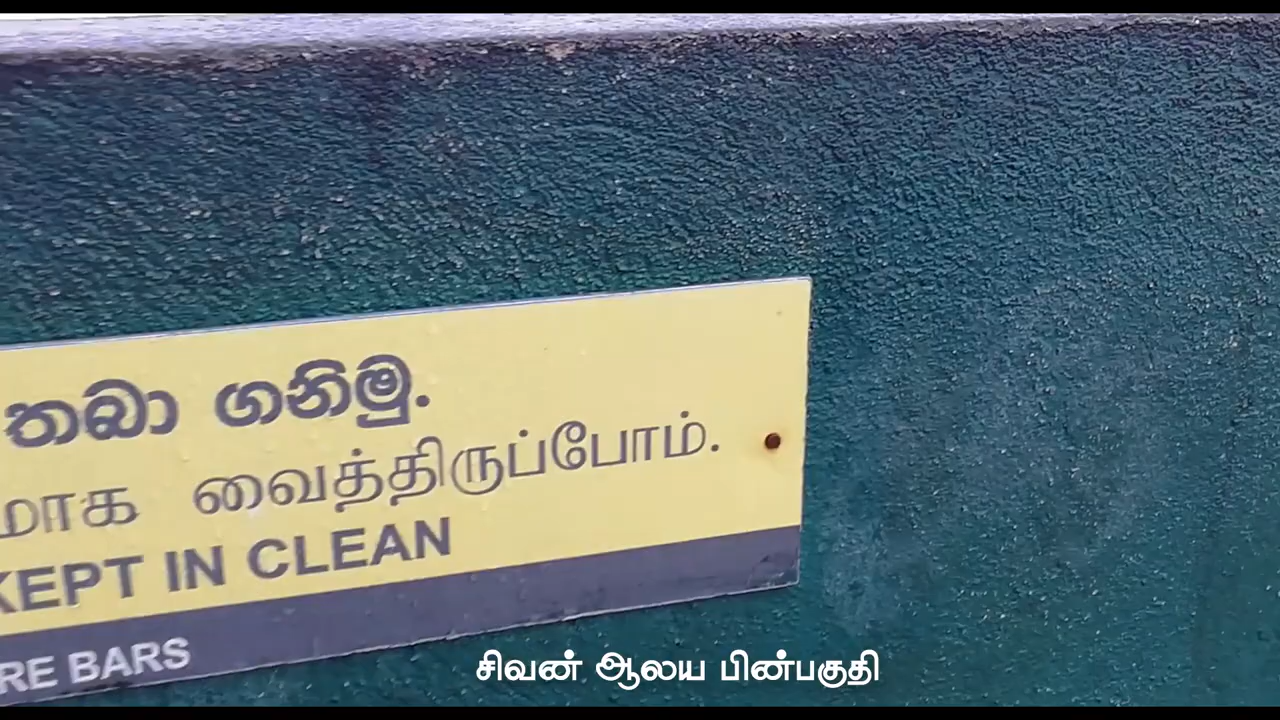 තබා ගනිමු.
மாக வைத்திருப்போம்.
KEPT IN CLEAN
RE BARS
சிவன் ஆலய பின்பகுதி